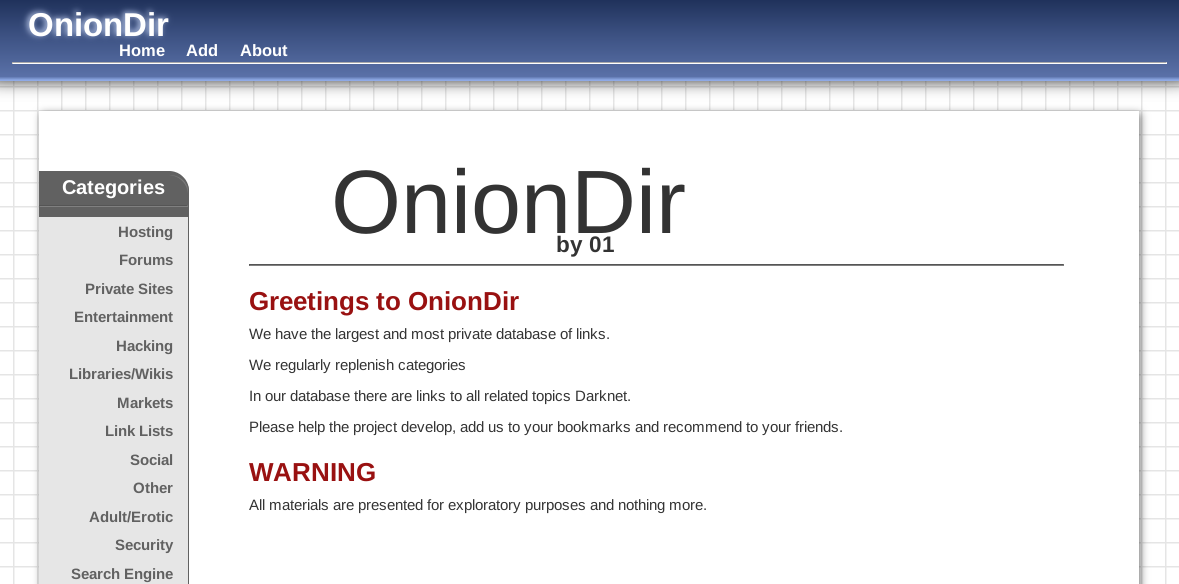 OnionDir
Home Add About
Categories
Hosting
Forums
Private Sites
Entertainment
Hacking
Libraries/Wikis
Markets
Link Lists
Social
Other
Adult/Erotic
Security
Search Engine
OnionDir
by 01
Greetings to OnionDir
We have the largest and most private database of links.
We regularly replenish categories
In our database there are links to all related topics Darknet.
Please help the project develop, add us to your bookmarks and recommend to your friends.
WARNING
All materials are presented for exploratory purposes and nothing more.